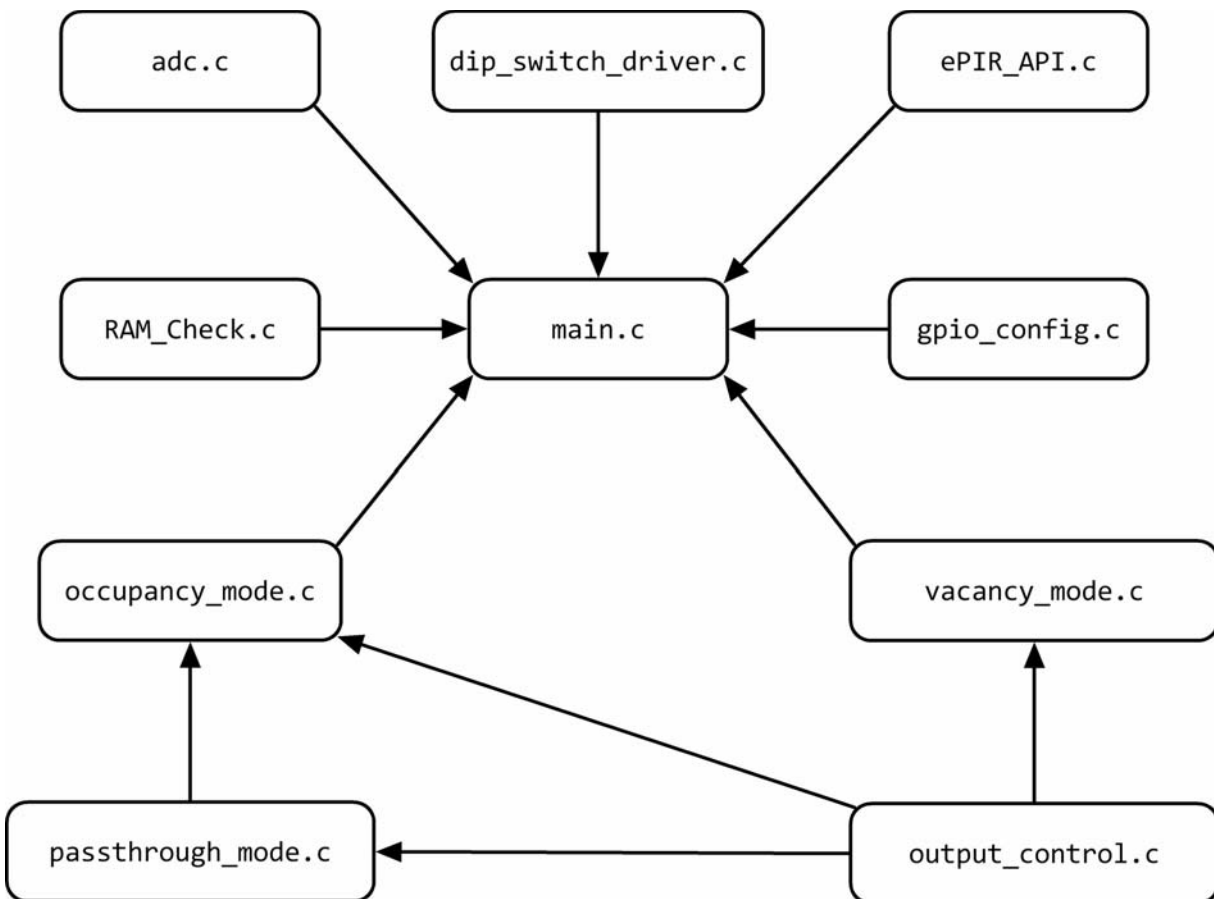 adc.c
dip_switch_driver.c
ePIR_API.c
RAM_Check.c
main.c
gpio_config.c
occupancy_mode.c
vacancy_mode.c
passthrough_mode.c
output_control.c